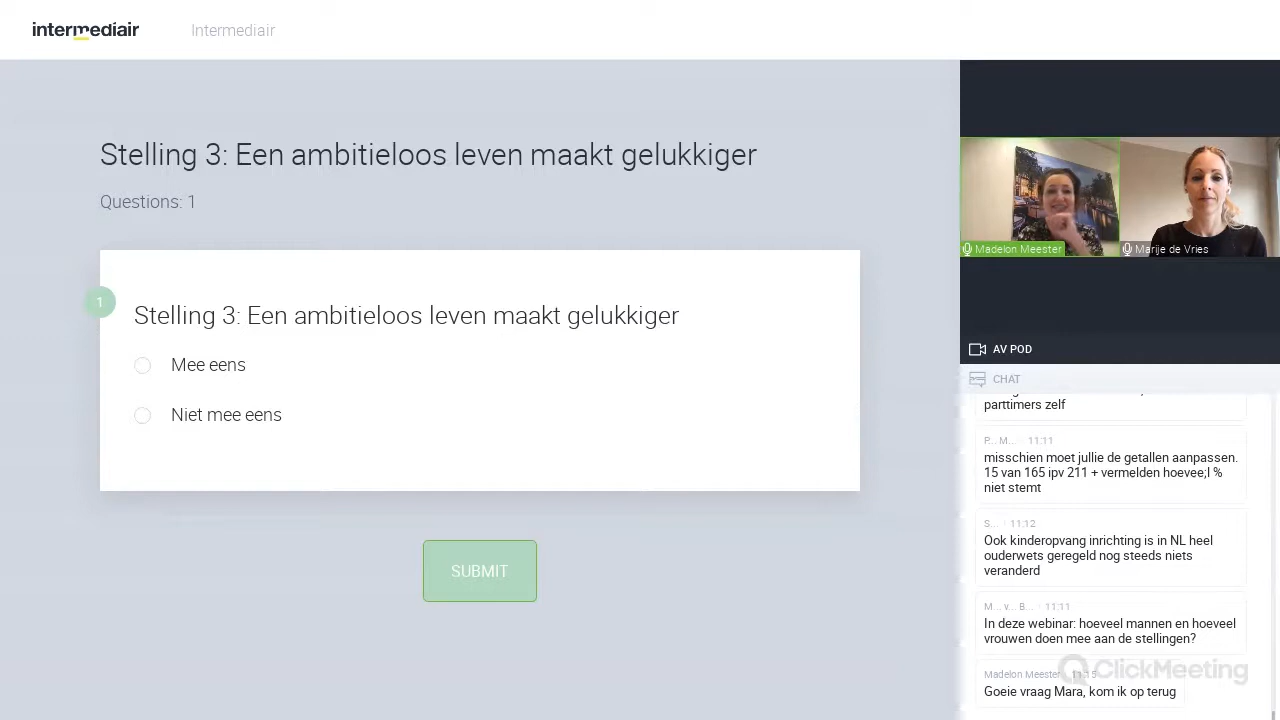 intermediair
Intermediair
Stelling 3: Een ambitieloos leven maakt gelukkiger
Questions: 1
1
Stelling 3: Een ambitieloos leven maakt gelukkiger
Mee eens
Niet mee eens
SUBMIT
Madelon Meester
Marije de Vries
AV POD
CHAT
parttimers zelf
P... M... 11:11
misschien moet jullie de getallen aanpassen.
15 van 165 ipv 211 + vermelden hoevee;l %
niet stemt
S... 11:12
Ook kinderopvang inrichting is in NL heel
ouderwets geregeld nog steeds niets
veranderd
M... v... B... 11:11
In deze webinar: hoeveel mannen en hoeveel
vrouwen doen mee aan de stellingen?
Madelon Meester 11:15
Goeie vraag Mara, kom ik op terug
ClickMeeting